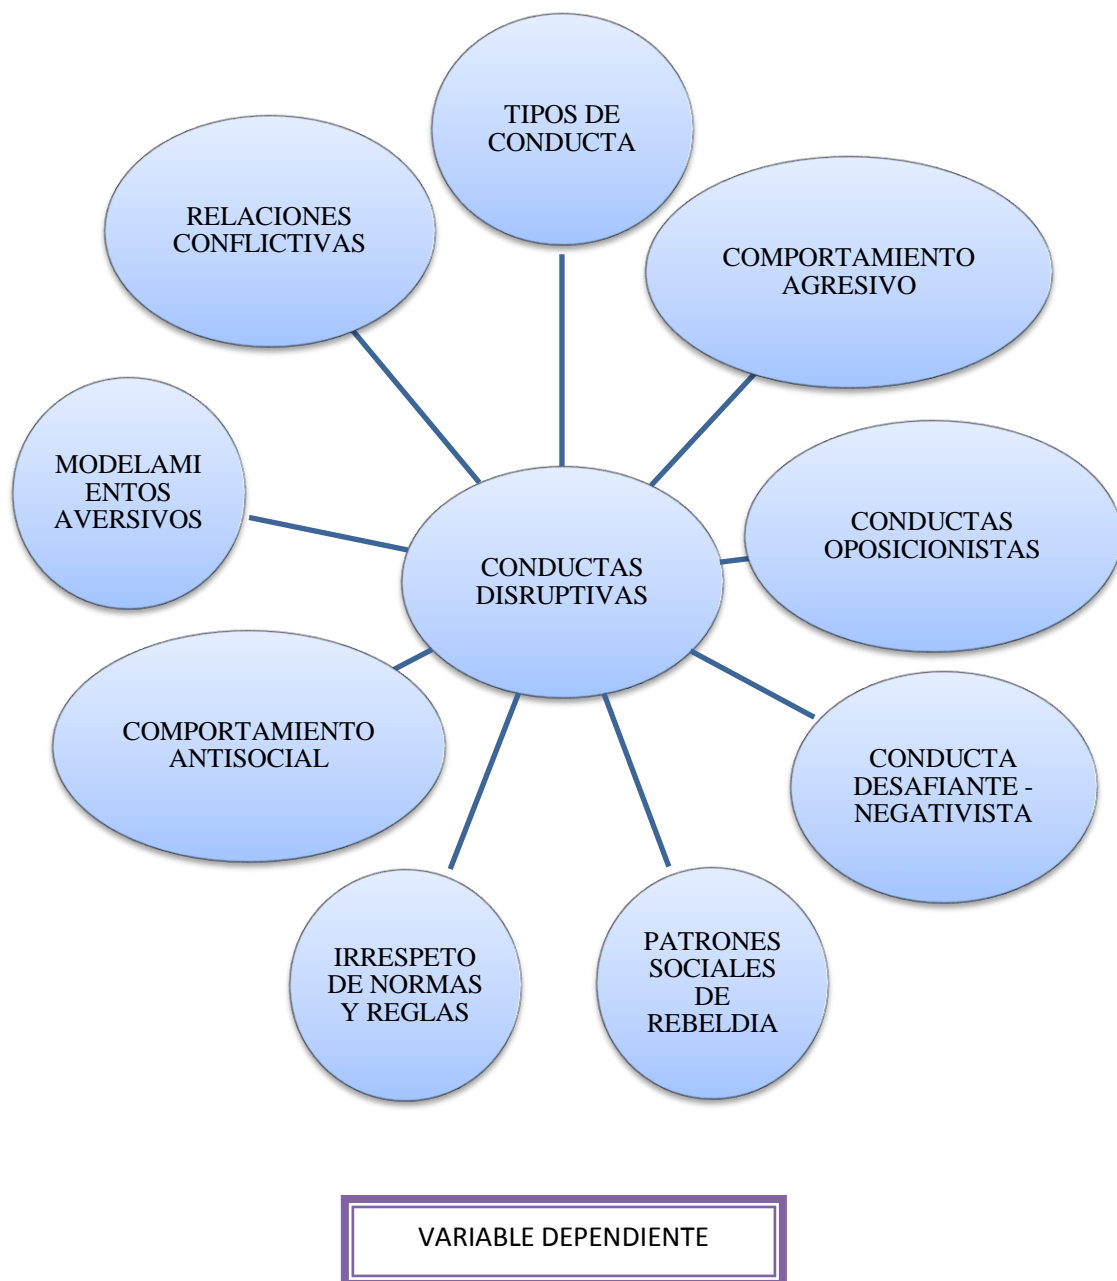 TIPOS DE
CONDUCTA
RELACIONES
CONFLICTIVAS
COMPORTAMIENTO
AGRESIVO
MODELAMI
ENTOS
AVERSIVOS
CONDUCTAS
OPOSICIONISTAS
CONDUCTAS
DISRUPTIVAS
COMPORTAMIENTO
ANTISOCIAL
CONDUCTA
DESAFIANTE -
NEGATIVISTA
IRRESPETO
DE NORMAS
Y REGLAS
PATRONES
SOCIALES
DE
REBELDIA
VARIABLE DEPENDIENTE